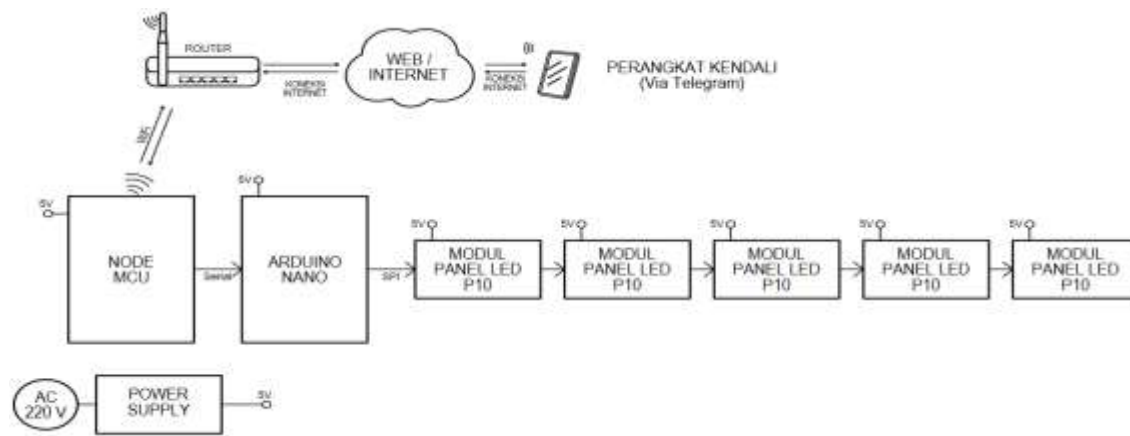 ROUTER
WEB /
INTERNET
KONEKSI
INTERNET
KONEKSI
INTERNET
PERANGKAT KENDALI
(Via Telegram)
WiFi
5V
NODE
MCU
Serial
5V
ARDUINO
NANO
SPI
5V
MODUL
PANEL LED
P10
5V
MODUL
PANEL LED
P10
5V
MODUL
PANEL LED
P10
5V
MODUL
PANEL LED
P10
5V
MODUL
PANEL LED
P10
AC
220 V
POWER
SUPPLY
5V